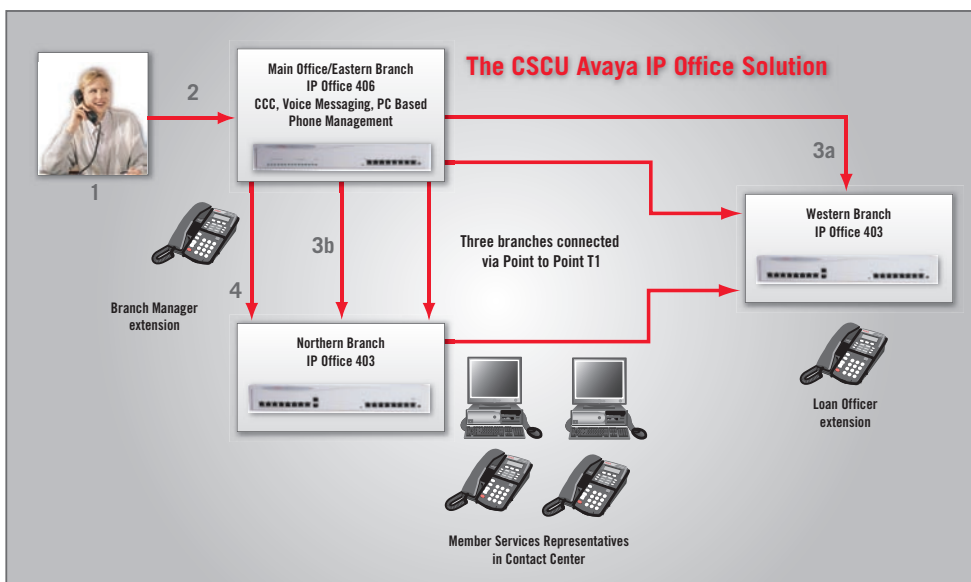 The CSCU Avaya IP Office Solution
Main Office/Eastern Branch
IP Office 406
CCC, Voice Messaging, PC Based
Phone Management
1
2
3a
Western Branch
IP Office 403
3b
Three branches connected
via Point to Point T1
4
Branch Manager
extension
Northern Branch
IP Office 403
Loan Officer
extension
Member Services Representatives
in Contact Center